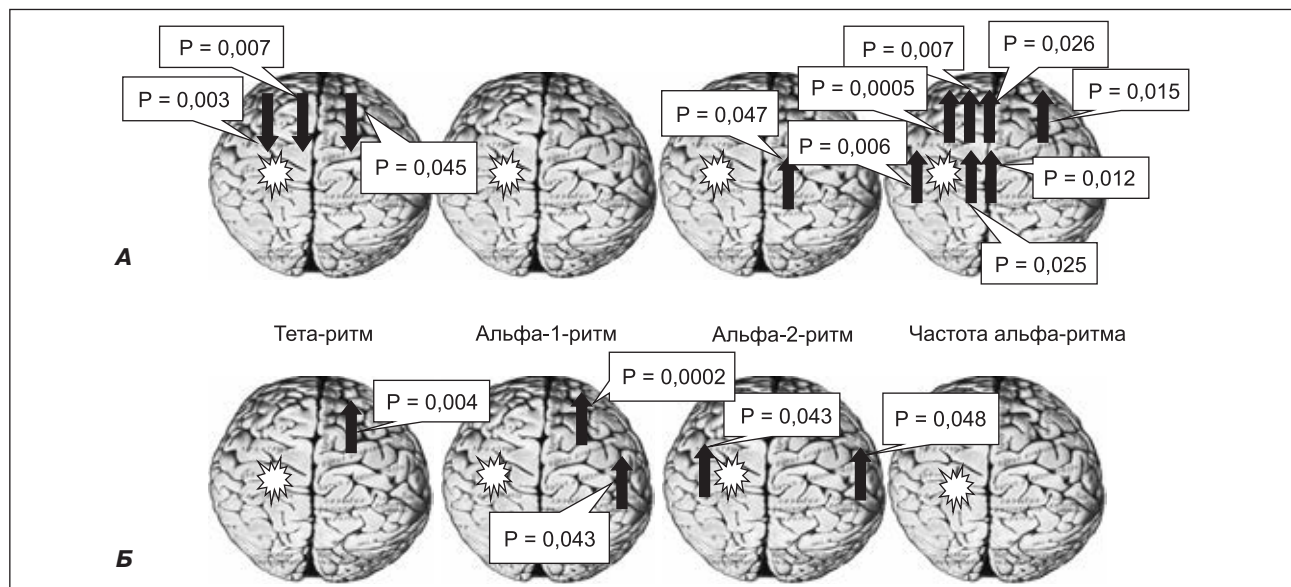 P = 0,007
P = 0,003
P = 0,045
P = 0,047
P = 0,006
P = 0,007
P = 0,026
P = 0,0005
P = 0,015
P = 0,012
P = 0,025
А
Тета-ритм
Альфа-1-ритм
Альфа-2-ритм
Частота альфа-ритма
P = 0,004
P = 0,0002
P = 0,043
P = 0,043
P = 0,048
Б